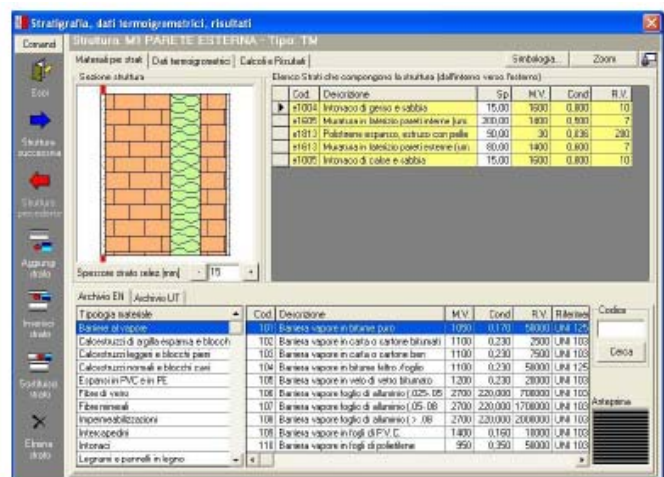 Stratigrafia, dati termoigrometrici, risultati
Comandi
Struttura: M1 PARETE ESTERNA - Tipo: TM
Materiali per strati
Dati termoigrometrici
Calcoli e Risultati
Simbologia...
Zoom
Esci
Struttura successiva
Struttura precedente
Aggiungi strato
Inserisci strato
Sostituisci strato
Elimina strato
Sezione struttura
Elenco Strati che compongono la struttura (dall'interno verso l'esterno)
Cod. Descrizione Sp M.V. Cond R.V.
e1004 Intonaco di gesso e sabbia 15,00 1600 0,800 10
e1605 Muratura in laterizio pareti interne (um. 200,00 1400 0,500 7
e1813 Polistirene espanso, estruso con pelle 90,00 30 0,036 280
e1613 Muratura in laterizio pareti esterne (um. 80,00 1400 0,600 7
e1005 Intonaco di calce e sabbia 15,00 1600 0,800 10
Spessore strato selez. [mm] - 15 +
Archivio EN
Archivio UT
Tipologia materiale
Barriere al vapore
Calcestruzzi di argilla espansa e blocch
Calcestruzzi leggeri e blocchi pieni
Calcestruzzi normali e blocchi cavi
Espansi in PVC e in PE
Fibre di vetro
Fibre minerali
Impermeabilizzazioni
Intercapedini
Intonaci
Legnami e pannelli in legno
Cod. Descrizione M.V. Cond R.V. Riferimen
101 Barriera vapore in bitume puro 1050 0,170 50000 UNI 125
102 Barriera vapore in carta o cartone bitumati 1100 0,230 2500 UNI 103
103 Barriera vapore in carta o cartone ben 1100 0,230 7500 UNI 103
104 Barriera vapore in bitume feltro /foglio 1100 0,230 50000 UNI 125
105 Barriera vapore in velo di vetro bitumato 1200 0,230 20000 UNI 103
106 Barriera vapore foglio di alluminio (.025-.05 2700 220,000 700000 UNI 103
107 Barriera vapore foglio di alluminio (.05-.08 2700 220,000 1700000 UNI 103
108 Barriera vapore foglio di alluminio ( > .08 2700 220,000 2000000 UNI 103
109 Barriera vapore in fogli di P.V.C. 1400 0,160 10000 UNI 103
110 Barriera vapore in fogli di polietilene 950 0,350 50000 UNI 103
Codice
Cerca
Anteprima